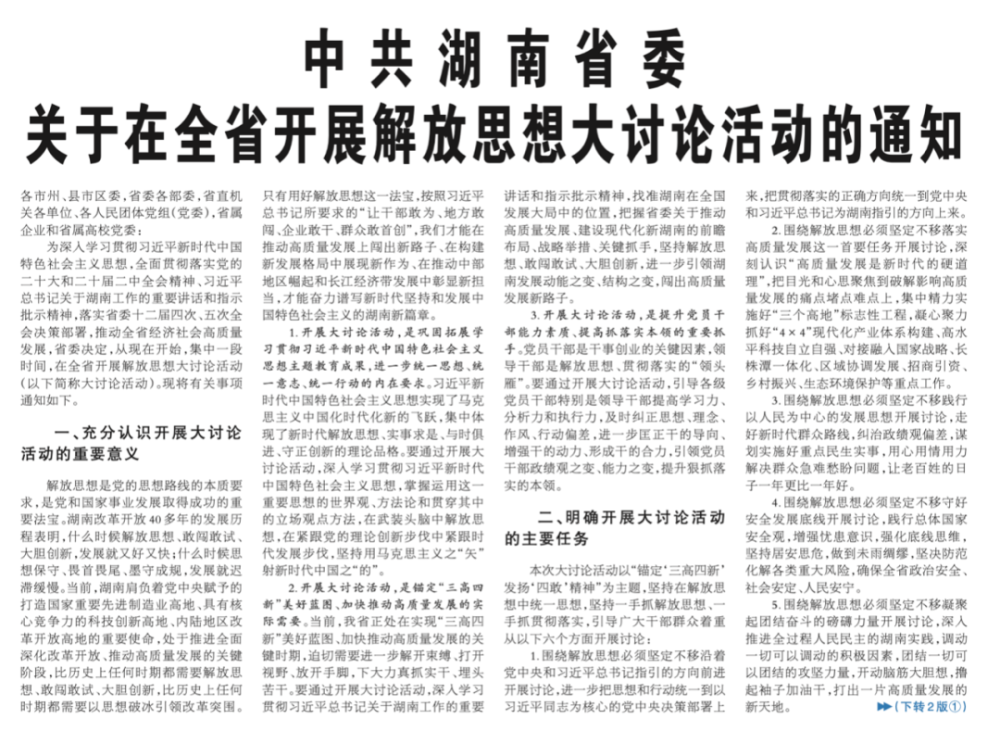 中共湖南省委
关于在全省开展解放思想大讨论活动的通知
各市州、县市区委，省委各部委，省直机
关各单位、各人民团体党组（党委），省属
企业和省属高校党委：
为深入学习贯彻习近平新时代中国
特色社会主义思想，全面贯彻落实党的
二十大和二十届二中全会精神、习近平
总书记关于湖南工作的重要讲话和指示
批示精神，落实省委十二届四次、五次全
会决策部署，推动全省经济社会高质量
发展，省委决定，从现在开始，集中一段
时间，在全省开展解放思想大讨论活动
（以下简称大讨论活动）。现将有关事项
通知如下。
一、充分认识开展大讨论
活动的重要意义
解放思想是党的思想路线的本质要
求，是党和国家事业发展取得成功的重
要法宝。湖南改革开放40多年的发展历
程表明，什么时候解放思想、敢闯敢试、
大胆创新，发展就又好又快；什么时候思
想保守、畏首畏尾、墨守成规，发展就迟
滞缓慢。当前，湖南肩负着党中央赋予的
打造国家重要先进制造业高地、具有核
心竞争力的科技创新高地、内陆地区改
革开放高地的重要使命，处于推进全面
深化改革开放、推动高质量发展的关键
阶段，比历史上任何时期都需要解放思
想、敢闯敢试、大胆创新，比历史上任何
时期都需要以思想破冰引领改革突围。
只有用好解放思想这一法宝，按照习近平
总书记所要求的“让干部敢为、地方敢
闯、企业敢干、群众敢首创”，我们才能在
推动高质量发展上闯出新路子、在构建
新发展格局中展现新作为、在推动中部
地区崛起和长江经济带发展中彰显新担
当，才能奋力谱写新时代坚持和发展中
国特色社会主义的湖南新篇章。
1.开展大讨论活动，是巩固拓展学
习贯彻习近平新时代中国特色社会主义
思想主题教育成果，进一步统一思想、统
一意志、统一行动的内在要求。习近平新
时代中国特色社会主义思想实现了马克
思主义中国化时代化新的飞跃，集中体
现了新时代解放思想、实事求是、与时俱
进、守正创新的理论品格。要通过开展大
讨论活动，深入学习贯彻习近平新时代
中国特色社会主义思想，掌握运用这一
重要思想的世界观、方法论和贯穿其中
的立场观点方法，在武装头脑中解放思
想，在紧跟党的理论创新步伐中紧跟时
代发展步伐，坚持用马克思主义之“矢”
射新时代中国之“的”。
2.开展大讨论活动，是锚定“三高四
新”美好蓝图、加快推动高质量发展的实
际需要。当前，我省正处在实现“三高四
新”美好蓝图、加快推动高质量发展的关
键时期，迫切需要进一步解开束缚、打开
视野、放开手脚，下大力真抓实干、埋头
苦干。要通过开展大讨论活动，深入学习
贯彻习近平总书记关于湖南工作的重要
讲话和指示批示精神，找准湖南在全国
发展大局中的位置，把握省委关于推动
高质量发展、建设现代化新湖南的前瞻
布局、战略举措、关键抓手，坚持解放思
想、敢闯敢试、大胆创新，进一步引领湖
南发展动能之变、结构之变，闯出高质量
发展新路子。
3.开展大讨论活动，是提升党员干
部能力素质、提高抓落实本领的重要抓
手。党员干部是干事创业的关键因素，领
导干部是解放思想、贯彻落实的“领头
雁”。要通过开展大讨论活动，引导各级
党员干部特别是领导干部提高学习力、
分析力和执行力，及时纠正思想、理念、
作风、行动偏差，进一步匡正干的导向、
增强干的动力、形成干的合力，引领党员
干部政绩观之变、能力之变，提升狠抓落
实的本领。
二、明确开展大讨论活动
的主要任务
本次大讨论活动以“锚定‘三高四新’
发扬‘四敢’精神”为主题，坚持在解放思
想中统一思想，坚持一手抓解放思想、一
手抓贯彻落实，引导广大干部群众着重
从以下六个方面开展讨论：
1.围绕解放思想必须坚定不移沿着
党中央和习近平总书记指引的方向前进
开展讨论，进一步把思想和行动统一到以
习近平同志为核心的党中央决策部署上
来，把贯彻落实的正确方向统一到党中央
和习近平总书记为湖南指引的方向上来。
2.围绕解放思想必须坚定不移落实
高质量发展这一首要任务开展讨论，深
刻认识“高质量发展是新时代的硬道
理”，把目光和心思聚焦到破解影响高质
量发展的痛点堵点难点上，集中精力实
施好“三个高地”标志性工程，凝心聚力
抓好“4×4”现代化产业体系构建、高水
平科技自立自强、对接融入国家战略、长
株潭一体化、区域协调发展、招商引资、
乡村振兴、生态环境保护等重点工作。
3.围绕解放思想必须坚定不移践行
以人民为中心的发展思想开展讨论，走
好新时代群众路线，纠治政绩观偏差，谋
划实施好重点民生实事，用心用情用力
解决群众急难愁盼问题，让老百姓的日
子一年更比一年好。
4.围绕解放思想必须坚定不移守好
安全发展底线开展讨论，践行总体国家
安全观，增强忧患意识，强化底线思维，
坚持居安思危，做到未雨绸缪，坚决防范
化解各类重大风险，确保全省政治安全、
社会安定、人民安宁。
5.围绕解放思想必须坚定不移凝聚
起团结奋斗的磅礴力量开展讨论，深入
推进全过程人民民主的湖南实践，调动
一切可以调动的积极因素，团结一切可
以团结的攻坚力量，开动脑筋大胆想，撸
起袖子加油干，打出一片高质量发展的
新天地。 （下转2版①）